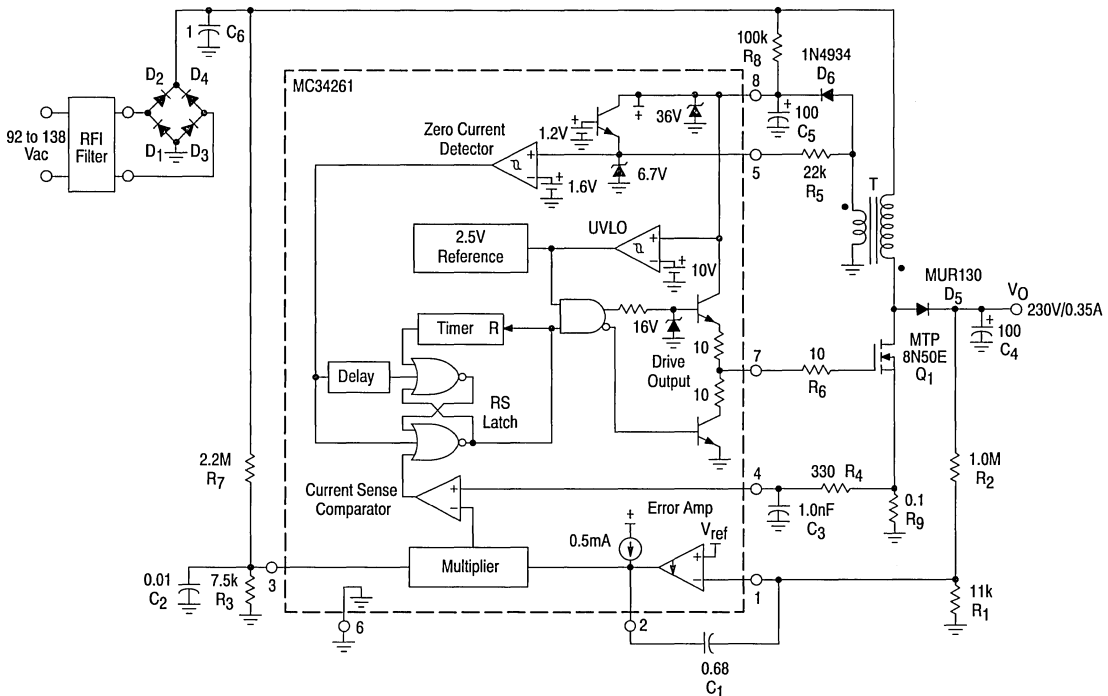 1
C6
D2
D4
D1
D3
92 to 138
Vac
RFI
Filter
MC34261
100k
R8
1N4934
D6
8
100
C5
36V
1.2V
6.7V
Zero Current
Detector
+
−
1.6V
5
22k
R5
T
UVLO
+
−
10V
2.5V
Reference
16V
Timer
R
Delay
RS
Latch
10
Drive
Output
10
7
10
R6
MUR130
D5
VO
230V/0.35A
100
C4
MTP
8N50E
Q1
2.2M
R7
Current Sense
Comparator
+
−
4
330
R4
1.0nF
C3
0.1
R9
1.0M
R2
Error Amp
Vref
+
−
0.5mA
Multiplier
1
11k
R1
0.01
C2
7.5k
R3
3
6
2
0.68
C1